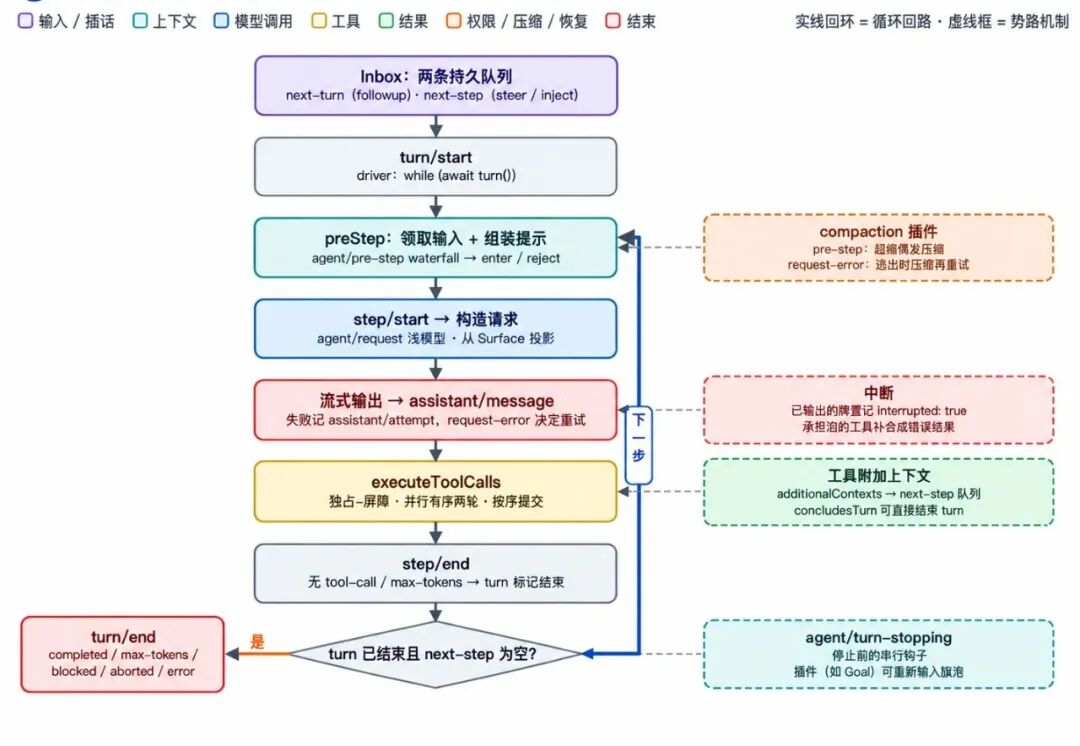 输入 / 插话
上下文
模型调用
工具
结果
权限 / 压缩 / 恢复
结束
实线回环 = 循环回路 · 虚线框 = 势路机制
Inbox：两条持久队列
next-turn（followup）· next-step（steer / inject）
turn/start
driver：while (await turn())
preStep：领取输入 + 组装提示
agent/pre-step waterfall → enter / reject
compaction 插件
pre-step：超缩偶发压缩
request-error：逃出时压缩再重试
step/start → 构造请求
agent/request 浅模型 · 从 Surface 投影
流式输出 → assistant/message
失败记 assistant/attempt，request-error 决定重试
中断
已输出的牌置记 interrupted: true
承担泡的工具补合成错误结果
下一步
executeToolCalls
独占-屏障 · 并行有序两轮 · 按序提交
工具附加上下文
additionalContexts → next-step 队列
concludesTurn 可直接结束 turn
step/end
无 tool-call / max-tokens → turn 标记结束
turn/end
completed / max-tokens /
blocked / aborted / error
是
turn 已结束且 next-step 为空?
agent/turn-stopping
停止前的串行钩子
插件（如 Goal）可重新输入旗泡